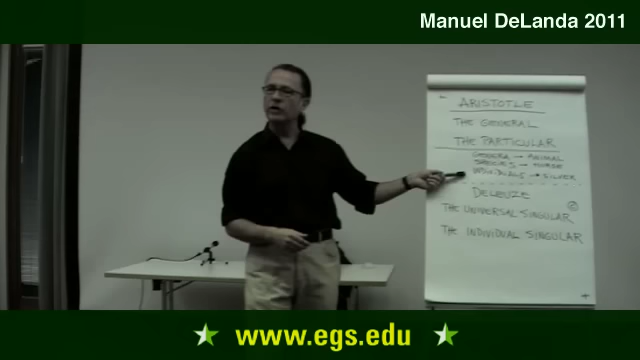 Manuel DeLanda 2011
ARISTOTLE
THE GENERAL
THE PARTICULAR
GENERA → ANIMAL
SPECIES → HORSE
INDIVIDUALS → SILVER
DELEUZE
THE UNIVERSAL SINGULAR
THE INDIVIDUAL SINGULAR
www.egs.edu